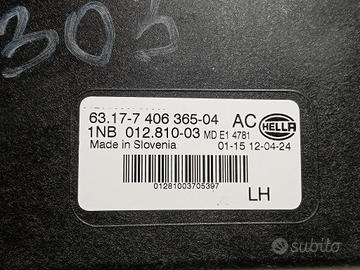 303
63.17-7 406 365-04 AC
1NB 012.810-03 MD E1 4781
HELLA
Made in Slovenia 01-15 12-04-24
01281003705397
LH
subito